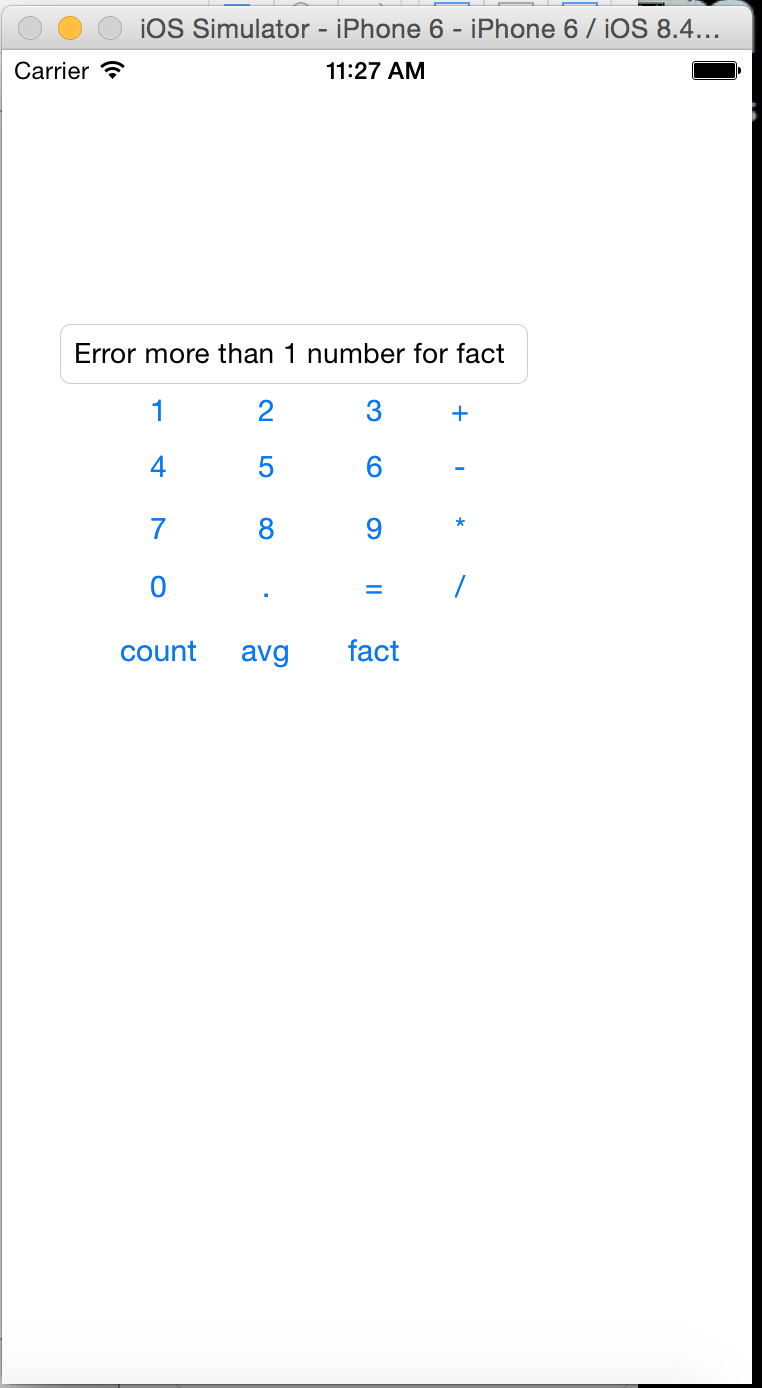 iOS Simulator - iPhone 6 - iPhone 6 / iOS 8.4...
Carrier 11:27 AM
Error more than 1 number for fact
1 2 3 +
4 5 6 -
7 8 9 *
0 . = /
count avg fact